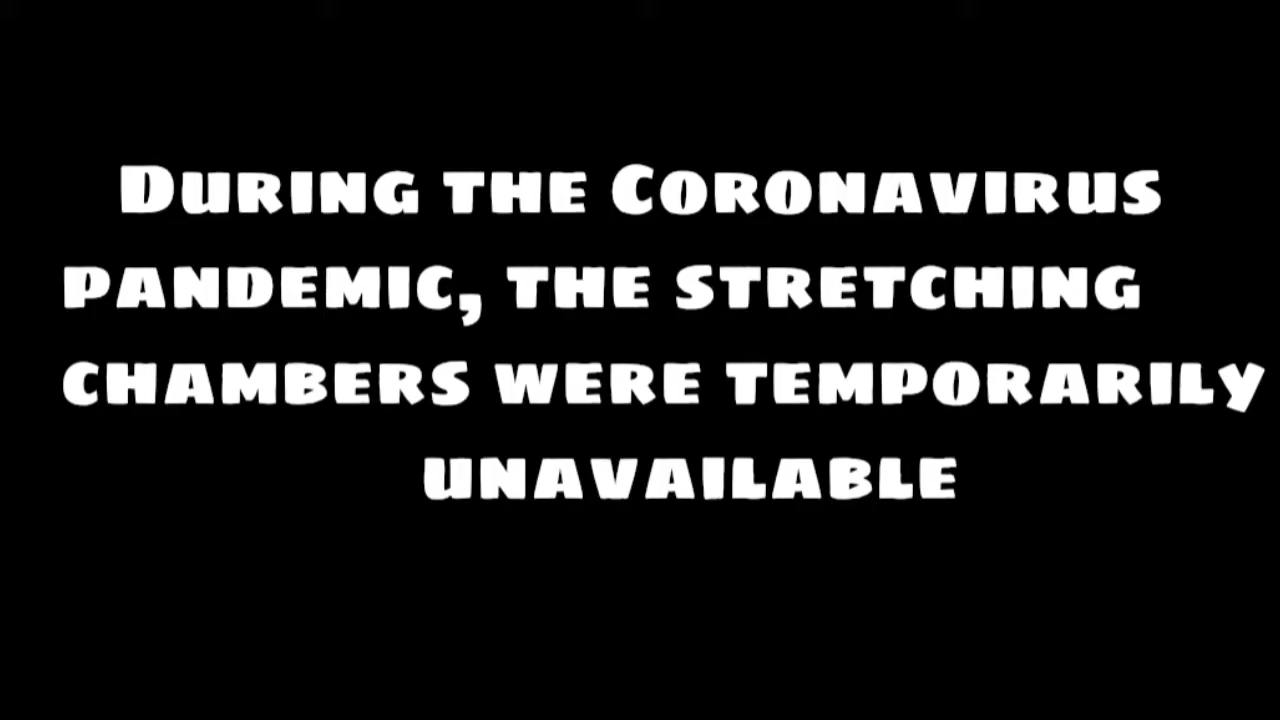 During the Coronavirus
pandemic, the stretching
chambers were temporarily
unavailable